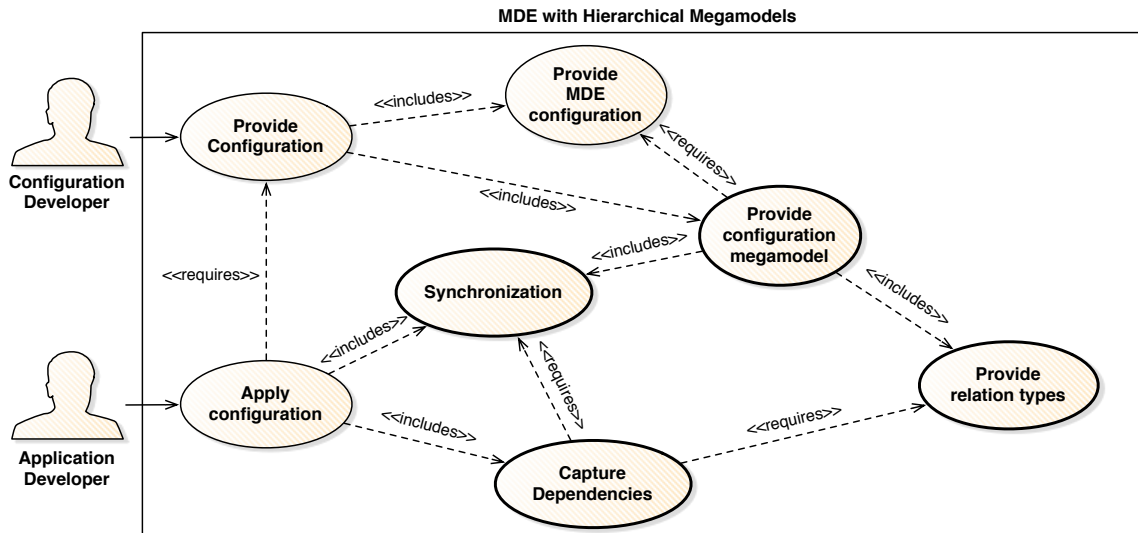 MDE with Hierarchical Megamodels
Configuration
Developer
Provide
Configuration
<<includes>>
Provide
MDE
configuration
<<requires>>
<<includes>>
Provide
configuration
megamodel
<<includes>>
<<requires>>
Synchronization
<<includes>>
<<includes>>
<<requires>>
Provide
relation types
Application
Developer
Apply
configuration
<<includes>>
<<requires>>
Capture
Dependencies